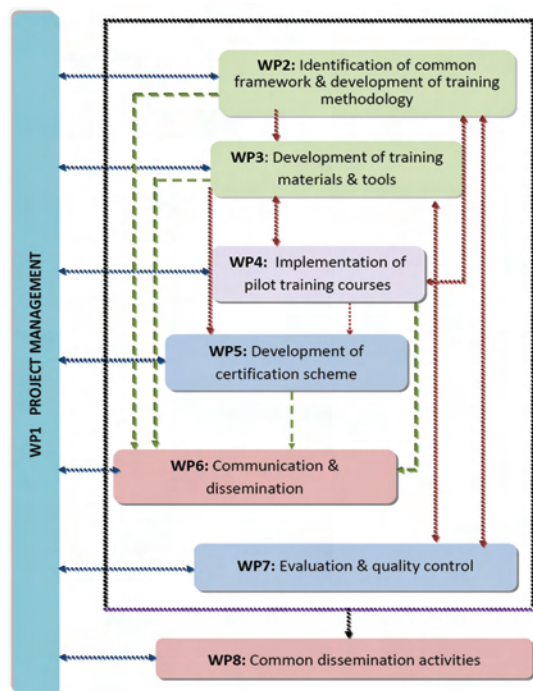 WP1 PROJECT MANAGEMENT
WP2: Identification of common
framework & development of training
methodology
WP3: Development of training
materials & tools
WP4: Implementation of
pilot training courses
WP5: Development of
certification scheme
WP6: Communication &
dissemination
WP7: Evaluation & quality control
WP8: Common dissemination activities